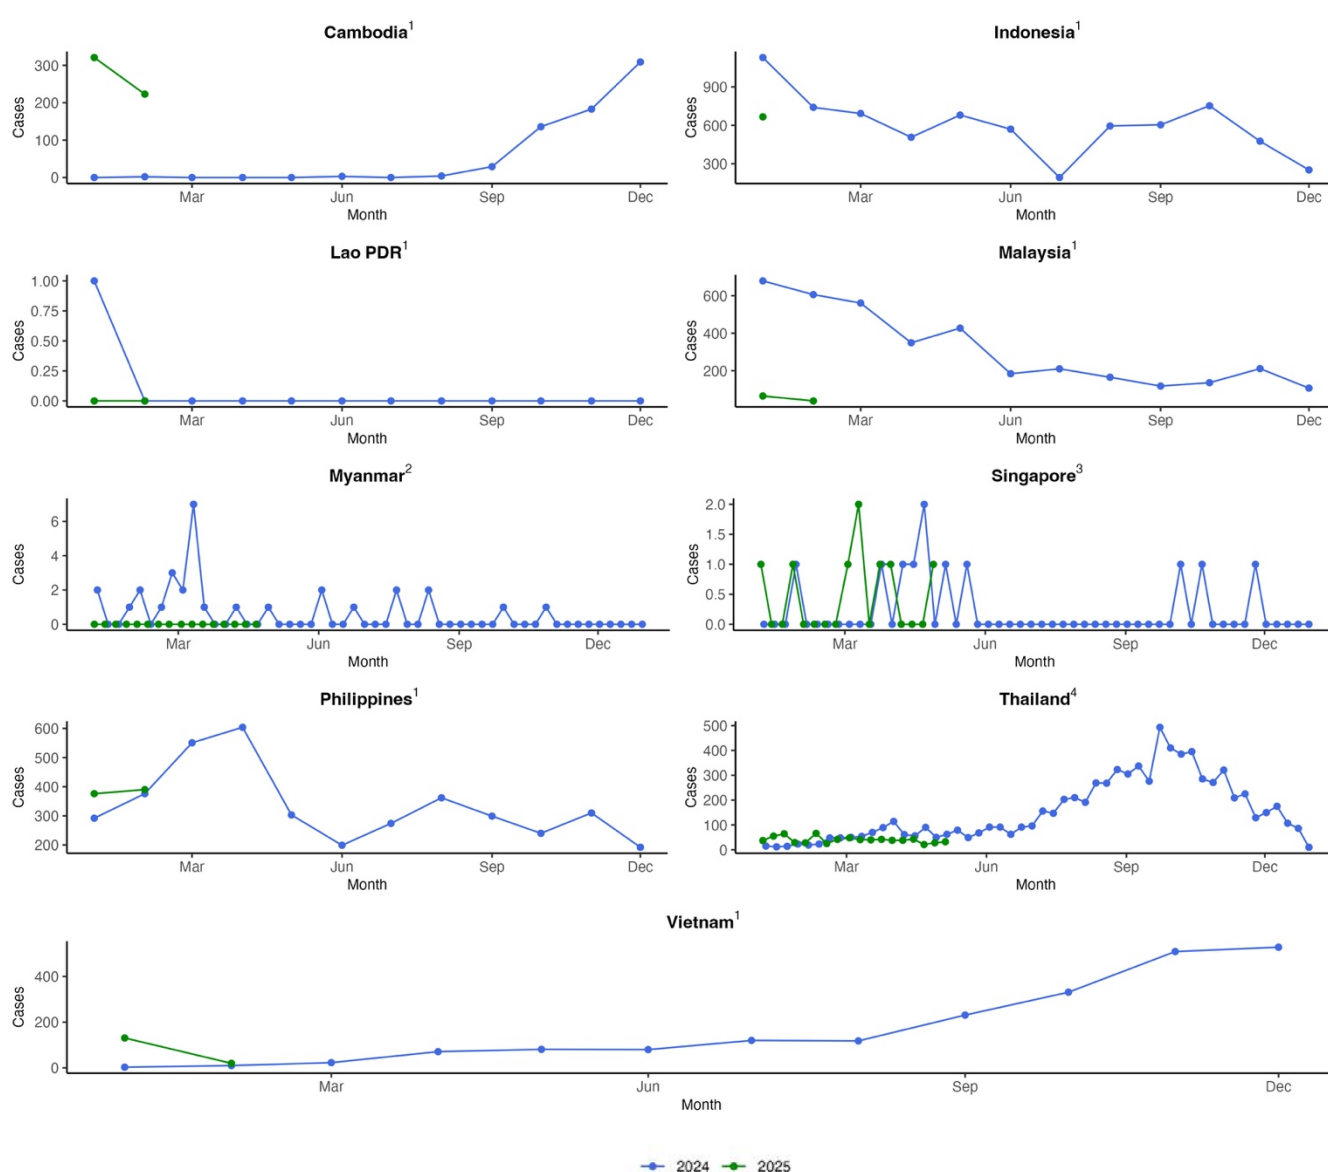 Cambodia1
Indonesia1
Cases
300
200
100
0
Mar
Jun
Sep
Dec
Month
Cases
900
600
300
Mar
Jun
Sep
Dec
Month
Lao PDR1
Malaysia1
Cases
1.00
0.75
0.50
0.25
0.00
Mar
Jun
Sep
Dec
Month
Cases
600
400
200
Mar
Jun
Sep
Dec
Month
Myanmar2
Singapore3
Cases
6
4
2
0
Mar
Jun
Sep
Dec
Month
Cases
2.0
1.5
1.0
0.5
0.0
Mar
Jun
Sep
Dec
Month
Philippines1
Thailand4
Cases
600
500
400
300
200
Mar
Jun
Sep
Dec
Month
Cases
500
400
300
200
100
0
Mar
Jun
Sep
Dec
Month
Vietnam1
Cases
400
200
0
Mar
Jun
Sep
Dec
Month
2024
2025